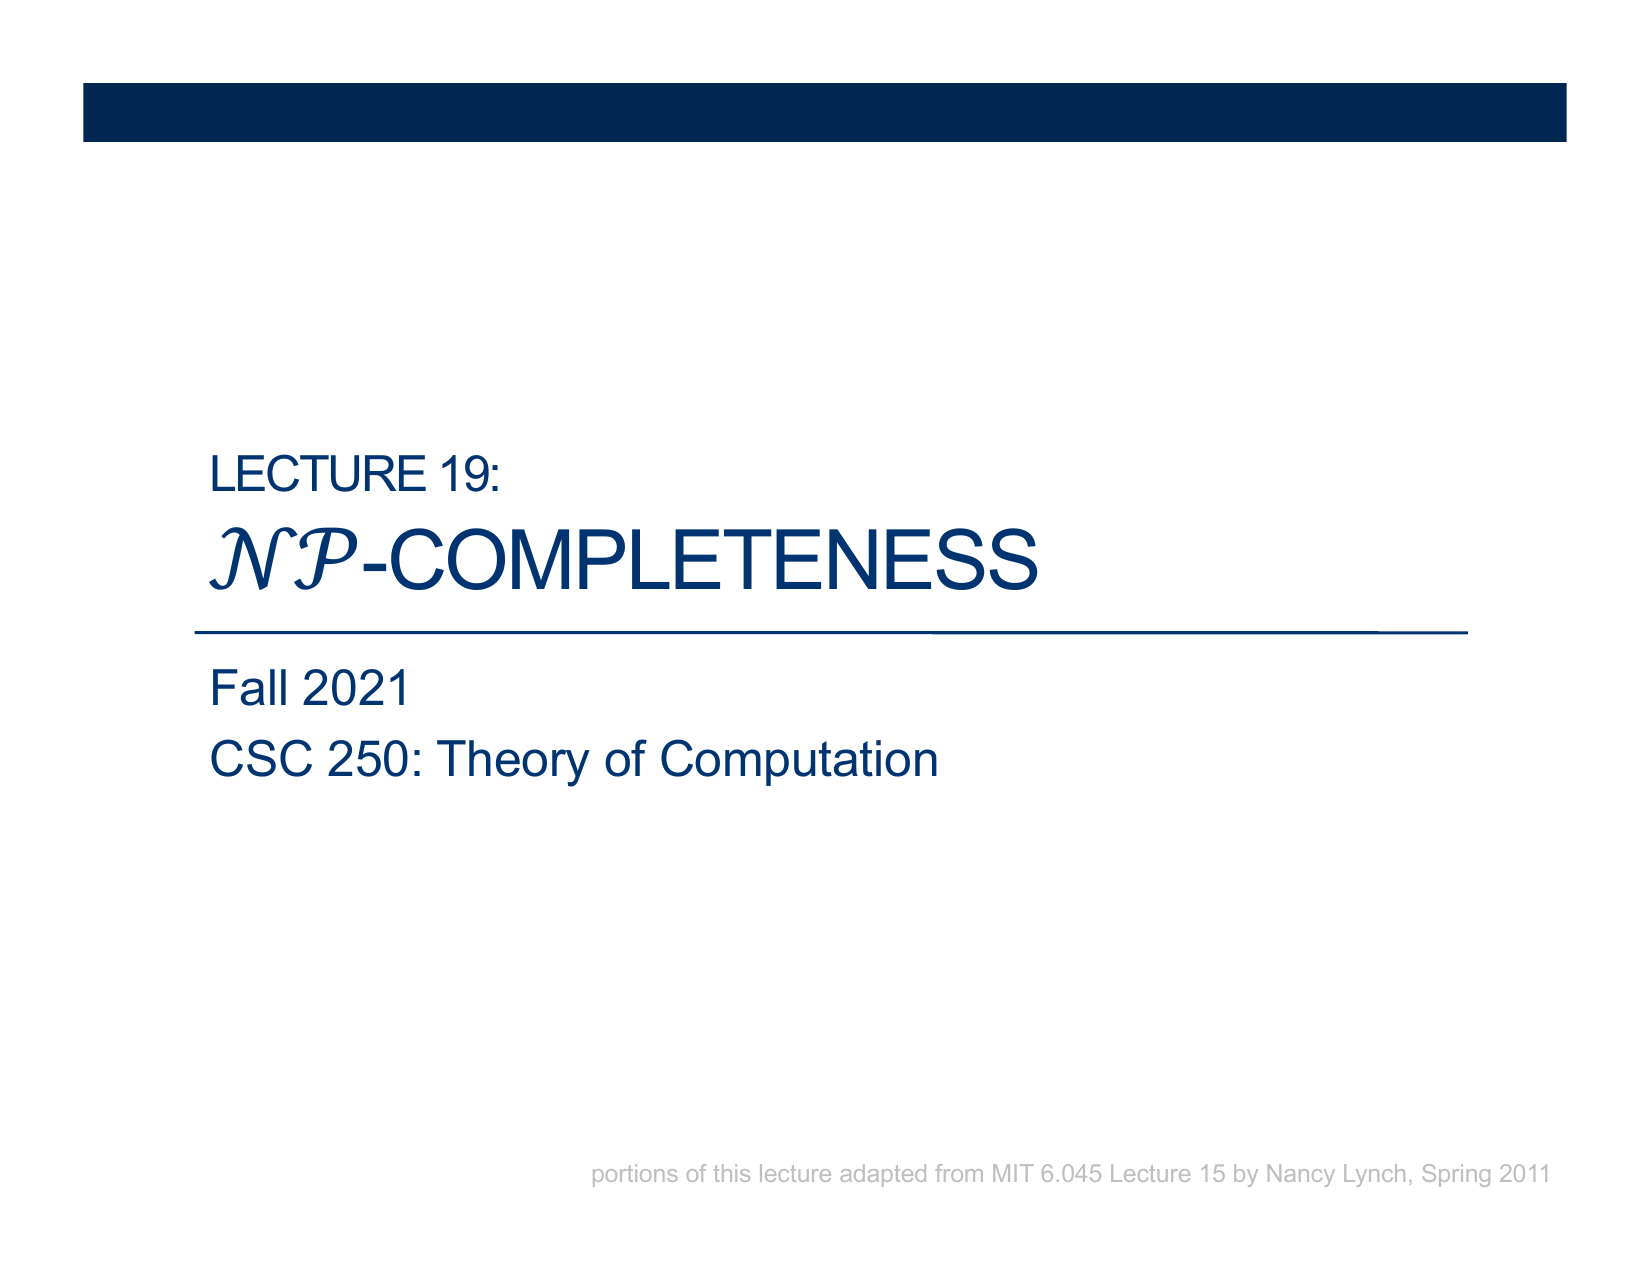 LECTURE 19:
𝒩𝒫-COMPLETENESS
Fall 2021
CSC 250: Theory of Computation
portions of this lecture adapted from MIT 6.045 Lecture 15 by Nancy Lynch, Spring 2011